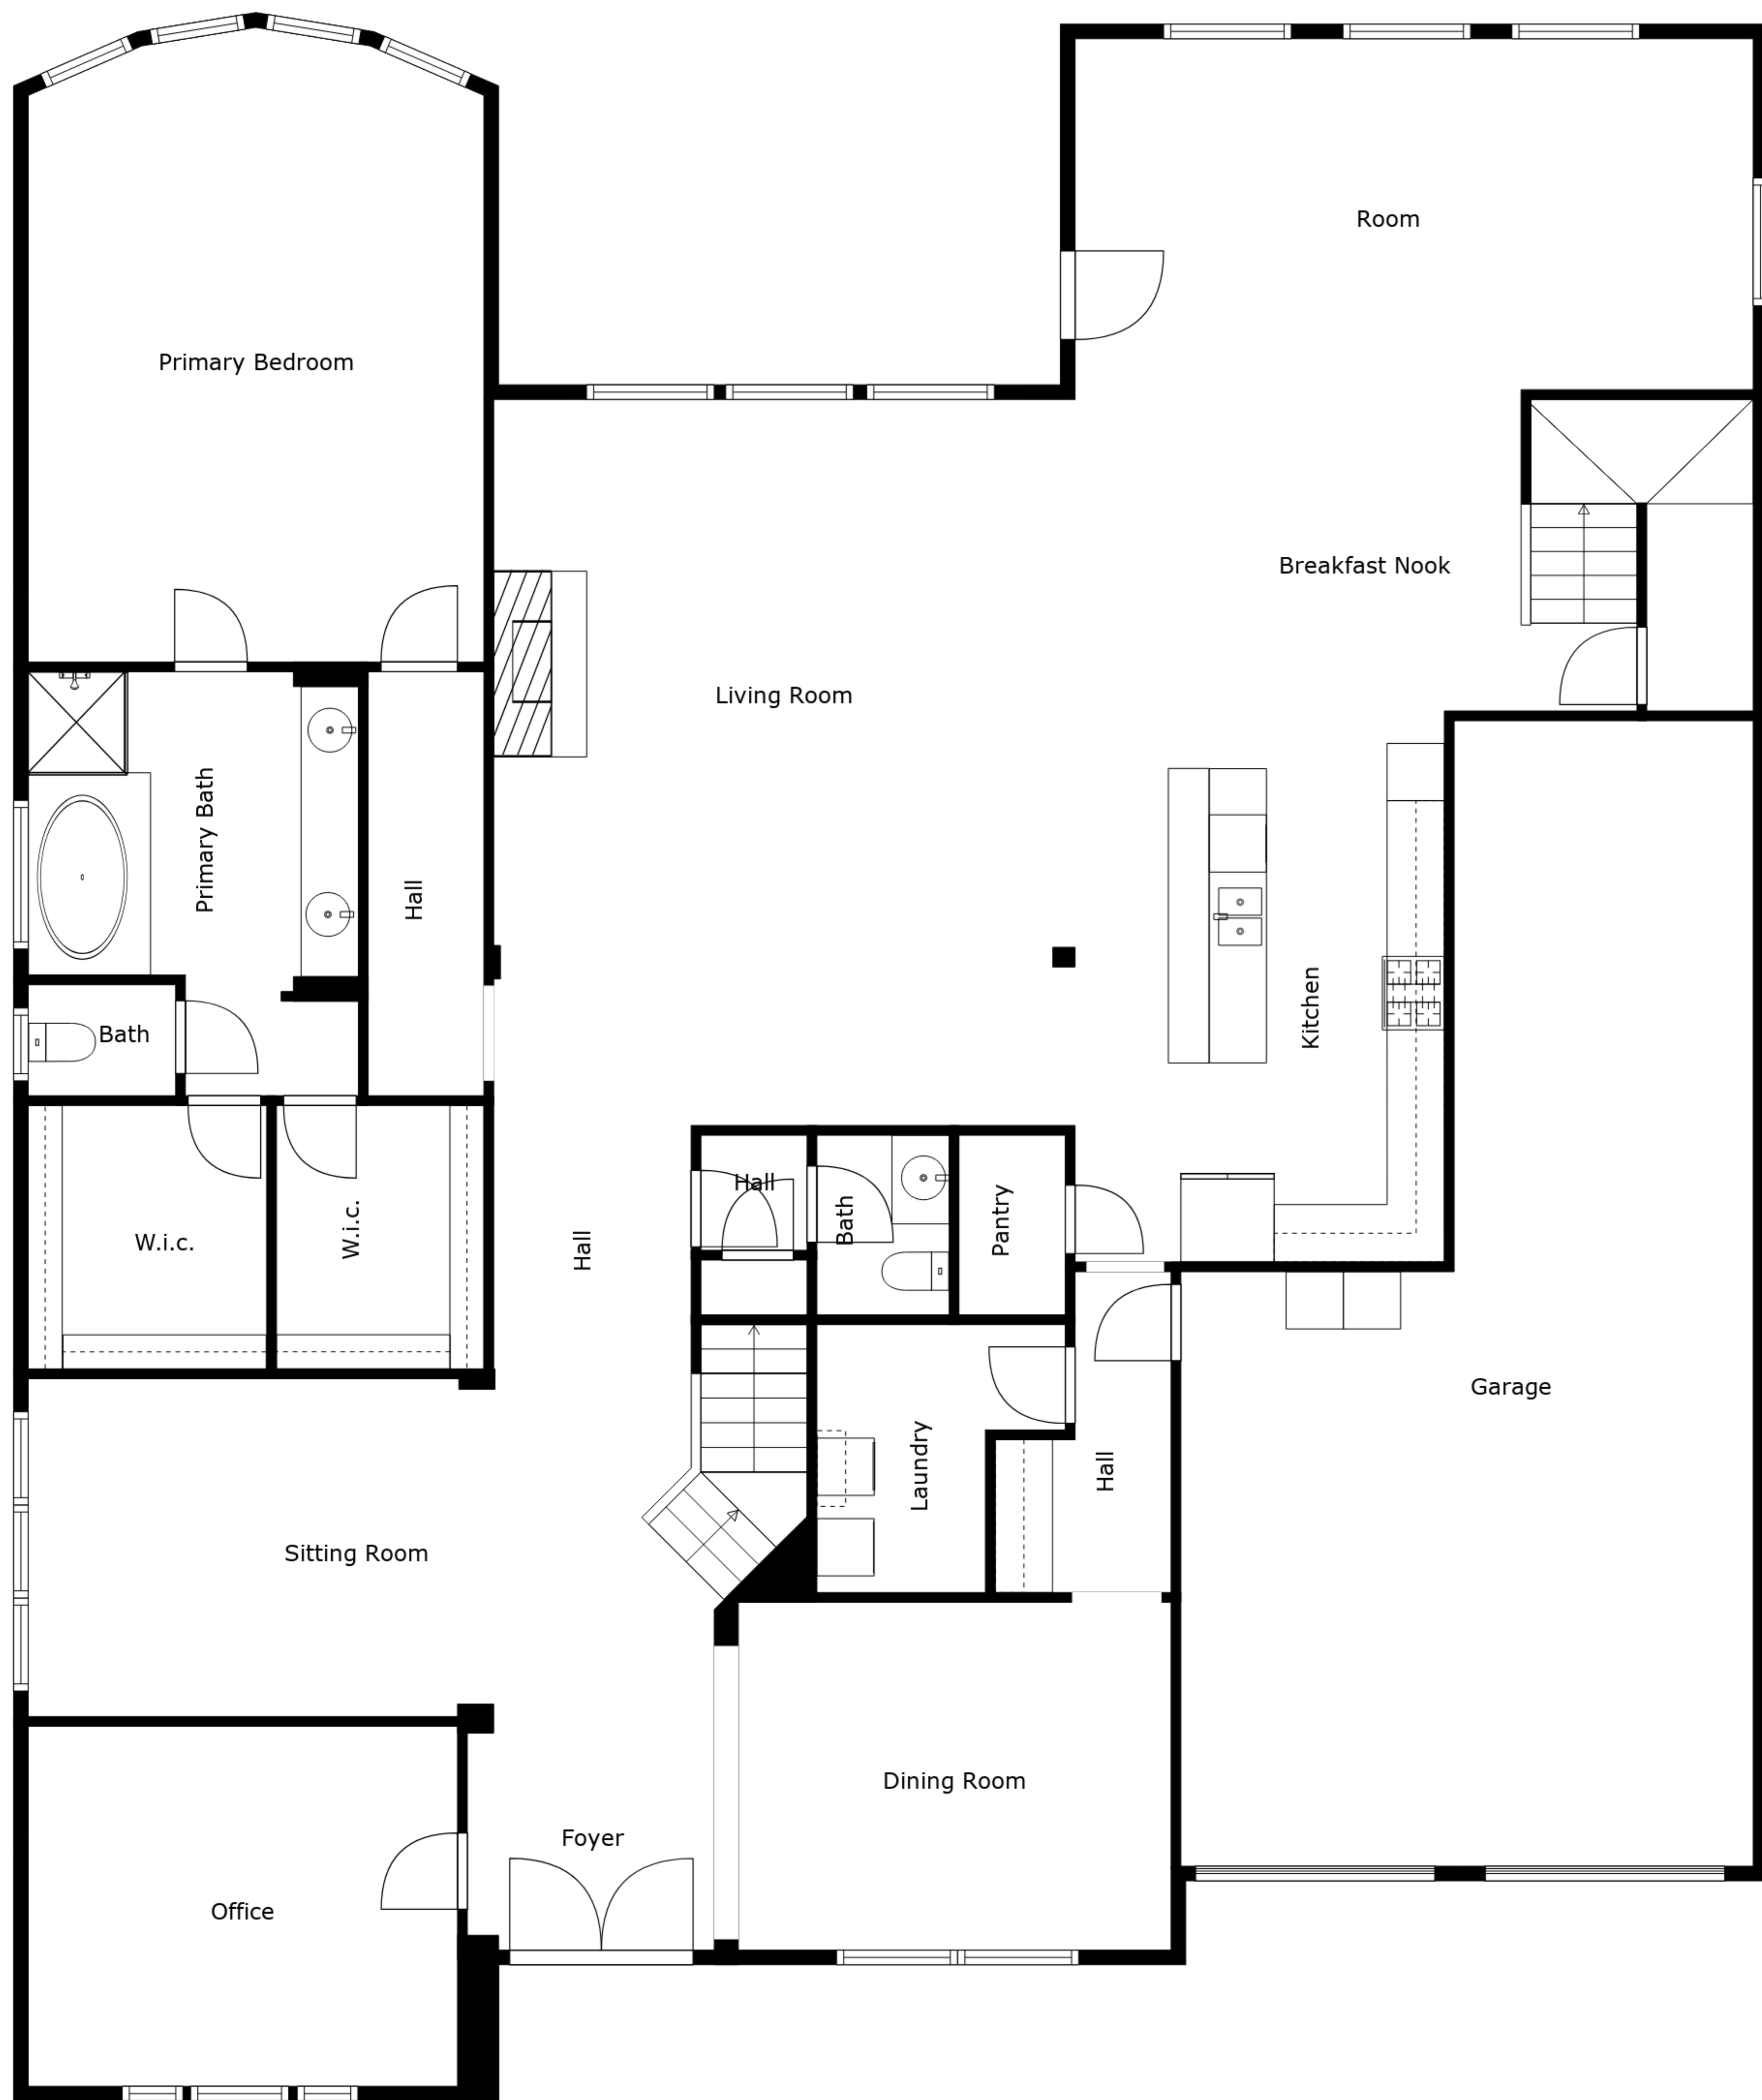 Room
Primary Bedroom
Breakfast Nook
Living Room
Primary Bath
Hall
Kitchen
Bath
Hall
Bath
Pantry
W.i.c.
W.i.c.
Hall
Garage
Laundry
Hall
Sitting Room
Dining Room
Foyer
Office